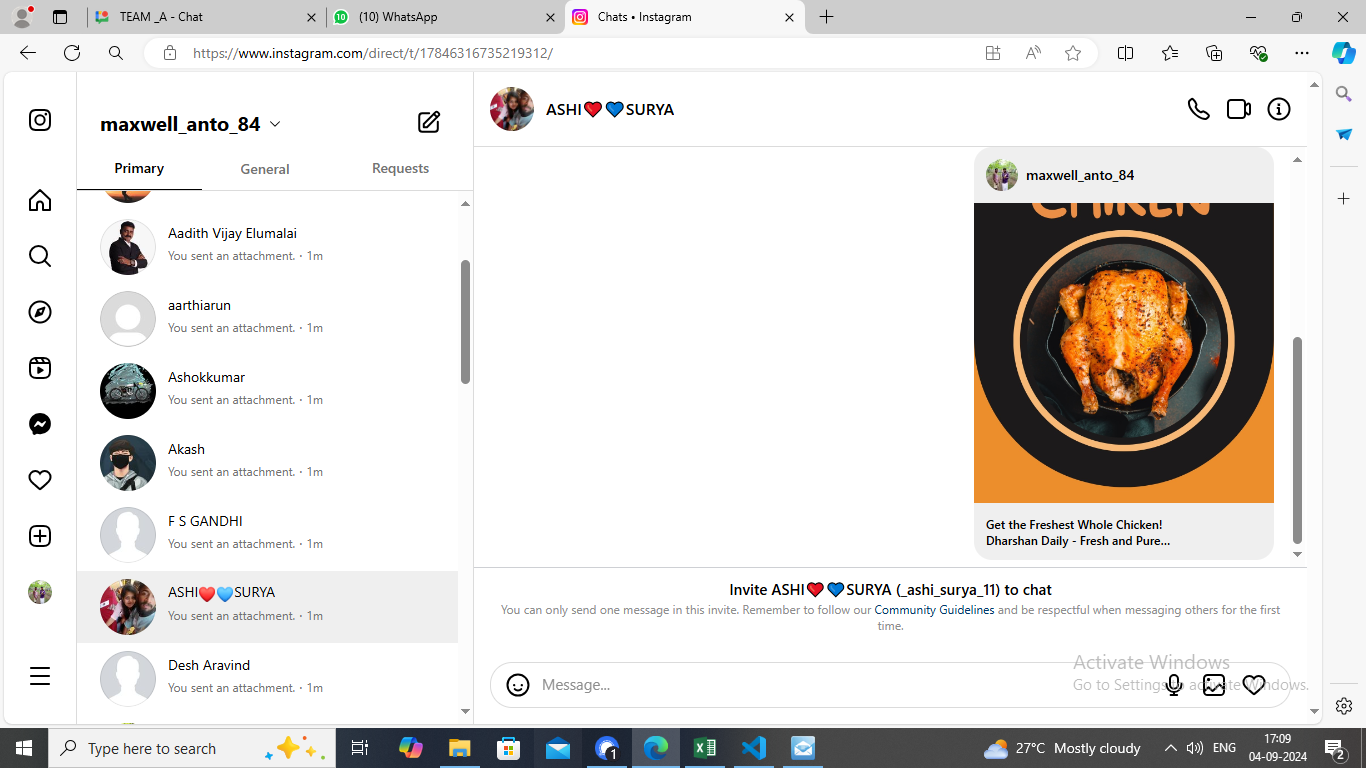 TEAM _A - Chat
(10) WhatsApp
Chats • Instagram
https://www.instagram.com/direct/t/17846316735219312/
maxwell_anto_84
Primary
General
Requests
Aadith Vijay Elumalai
You sent an attachment. · 1m
aarthiarun
You sent an attachment. · 1m
Ashokkumar
You sent an attachment. · 1m
Akash
You sent an attachment. · 1m
F S GANDHI
You sent an attachment. · 1m
ASHI❤️💙SURYA
You sent an attachment. · 1m
Desh Aravind
You sent an attachment. · 1m
ASHI❤️💙SURYA
maxwell_anto_84
CHIKEN
Get the Freshest Whole Chicken!
Dharshan Daily - Fresh and Pure...
Invite ASHI❤️💙SURYA (_ashi_surya_11) to chat
You can only send one message in this invite. Remember to follow our Community Guidelines and be respectful when messaging others for the first
time.
Message...
Activate Windows
Go to Settings to activate Windows.
Type here to search
27°C Mostly cloudy
ENG
17:09
04-09-2024
2